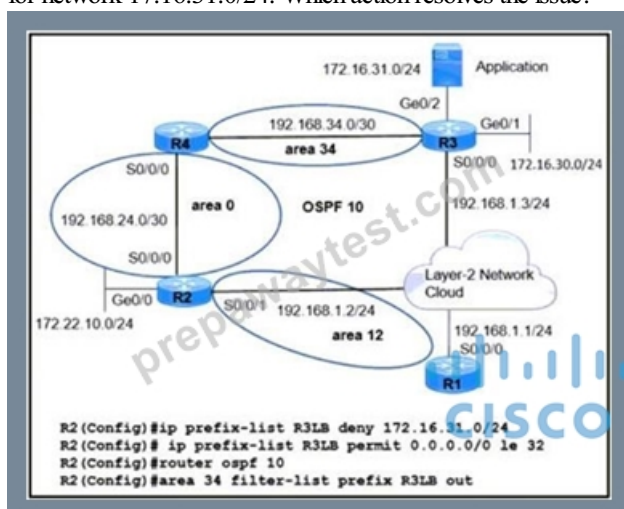 for network 17.16.31.0/24. Which action resolves the issue?
172.16.31.0/24
Application
Ge0/2
192.168.34.0/30
Ge0/1
R4
area 34
R3
S0/0/0
S0/0/0
172.16.30.0/24
area 0
OSPF 10
192.168.1.3/24
192.168.24.0/30
S0/0/0
Layer-2 Network
Cloud
Ge0/0
R2
S0/0/1
192.168.1.2/24
172.22.10.0/24
area 12
192.168.1.1/24
S0/0/0
R1
prepawaytest.com
CISCO
R2(Config)#ip prefix-list R3LB deny 172.16.31.0/24
R2(Config)# ip prefix-list R3LB permit 0.0.0.0/0 le 32
R2(Config)#router ospf 10
R2(Config)#area 34 filter-list prefix R3LB out